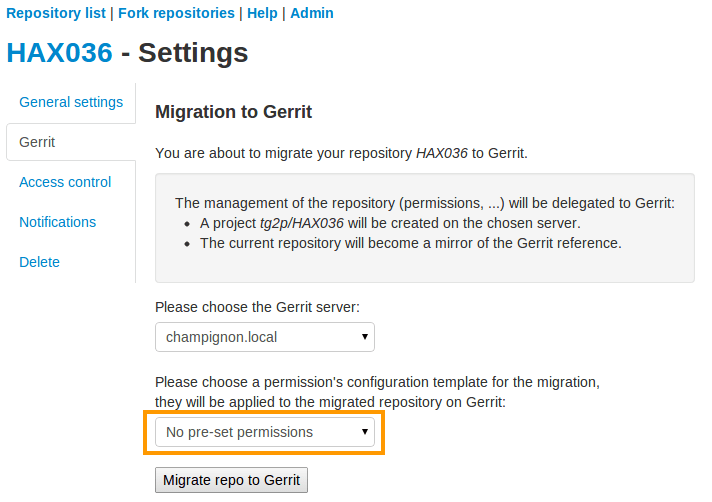 Repository list | Fork repositories | Help | Admin
HAX036 - Settings
General settings
Gerrit
Access control
Notifications
Delete
Migration to Gerrit
You are about to migrate your repository HAX036 to Gerrit.
The management of the repository (permissions, ...) will be delegated to Gerrit:
• A project tg2p/HAX036 will be created on the chosen server.
• The current repository will become a mirror of the Gerrit reference.
Please choose the Gerrit server:
champignon.local
Please choose a permission's configuration template for the migration,
they will be applied to the migrated repository on Gerrit:
No pre-set permissions
Migrate repo to Gerrit